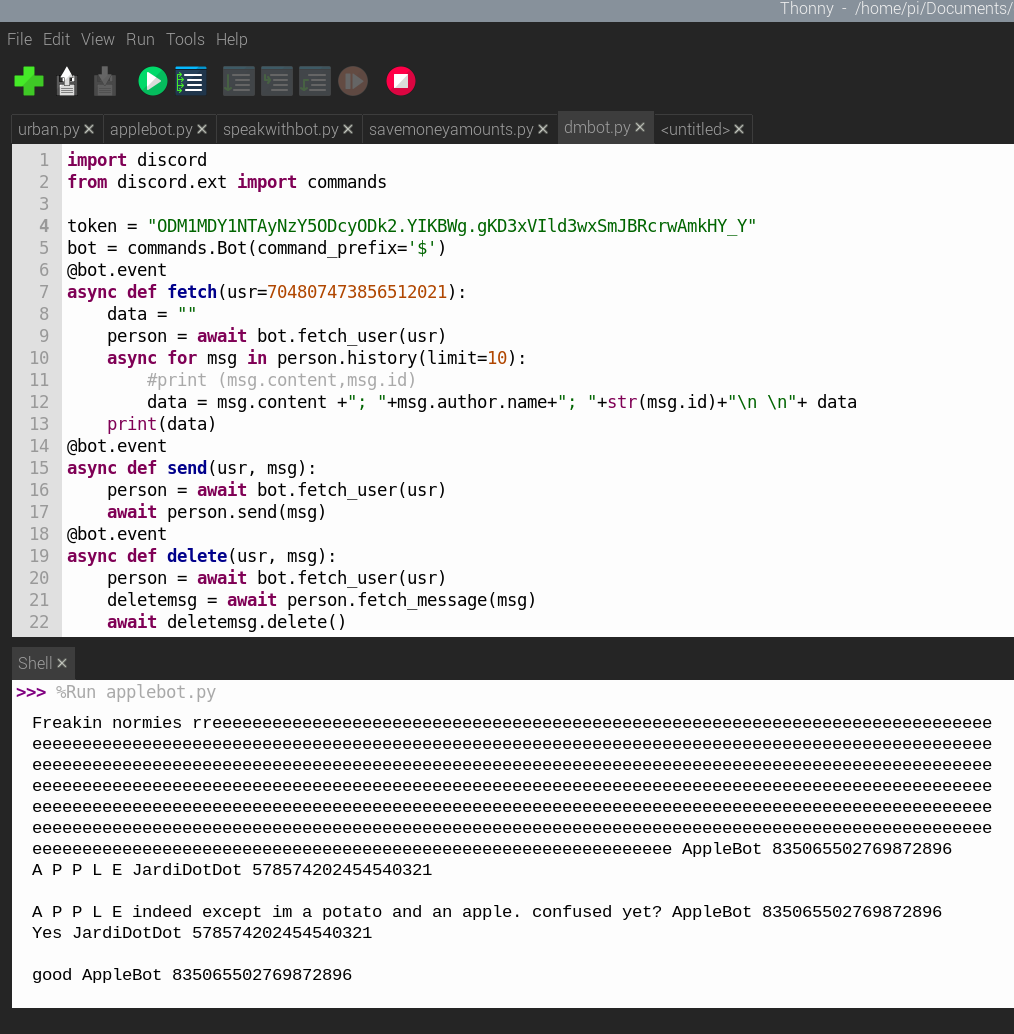 Thonny - /home/pi/Documents/
File Edit View Run Tools Help
urban.py × applebot.py × speakwithbot.py × savemoneyamounts.py × dmbot.py × <untitled> ×
1 import discord
2 from discord.ext import commands
3
4 token = "ODM1MDY1NTAyNzY5ODcyODk2.YIKBWg.gKD3xVIld3wxSmJBRcrwAmkHY_Y"
5 bot = commands.Bot(command_prefix='$')
6 @bot.event
7 async def fetch(usr=704807473856512021):
8     data = ""
9     person = await bot.fetch_user(usr)
10     async for msg in person.history(limit=10):
11         #print (msg.content,msg.id)
12         data = msg.content +"; "+msg.author.name+"; "+str(msg.id)+"\n \n"+ data
13     print(data)
14 @bot.event
15 async def send(usr, msg):
16     person = await bot.fetch_user(usr)
17     await person.send(msg)
18 @bot.event
19 async def delete(usr, msg):
20     person = await bot.fetch_user(usr)
21     deletemsg = await person.fetch_message(msg)
22     await deletemsg.delete()
Shell ×
>>> %Run applebot.py
Freakin normies rreeeeeeeeeeeeeeeeeeeeeeeeeeeeeeeeeeeeeeeeeeeeeeeeeeeeeeeeeeeeeeeeeeeeeeeeeeeeee
eeeeeeeeeeeeeeeeeeeeeeeeeeeeeeeeeeeeeeeeeeeeeeeeeeeeeeeeeeeeeeeeeeeeeeeeeeeeeeeeeeeeeeeeeeeeeeee
eeeeeeeeeeeeeeeeeeeeeeeeeeeeeeeeeeeeeeeeeeeeeeeeeeeeeeeeeeeeeeeeeeeeeeeeeeeeeeeeeeeeeeeeeeeeeeee
eeeeeeeeeeeeeeeeeeeeeeeeeeeeeeeeeeeeeeeeeeeeeeeeeeeeeeeeeeeeeeeeeeeeeeeeeeeeeeeeeeeeeeeeeeeeeeee
eeeeeeeeeeeeeeeeeeeeeeeeeeeeeeeeeeeeeeeeeeeeeeeeeeeeeeeeeeeeeeeeeeeeeeeeeeeeeeeeeeeeeeeeeeeeeeee
eeeeeeeeeeeeeeeeeeeeeeeeeeeeeeeeeeeeeeeeeeeeeeeeeeeeeeeeeeeeeeeeeeeeeeeeeeeeeeeeeeeeeeeeeeeeeeee
eeeeeeeeeeeeeeeeeeeeeeeeeeeeeeeeeeeeeeeeeeeeeeeeeeeeeeeeeeeeeeee AppleBot 835065502769872896
A P P L E JardiDotDot 578574202454540321
A P P L E indeed except im a potato and an apple. confused yet? AppleBot 835065502769872896
Yes JardiDotDot 578574202454540321
good AppleBot 835065502769872896